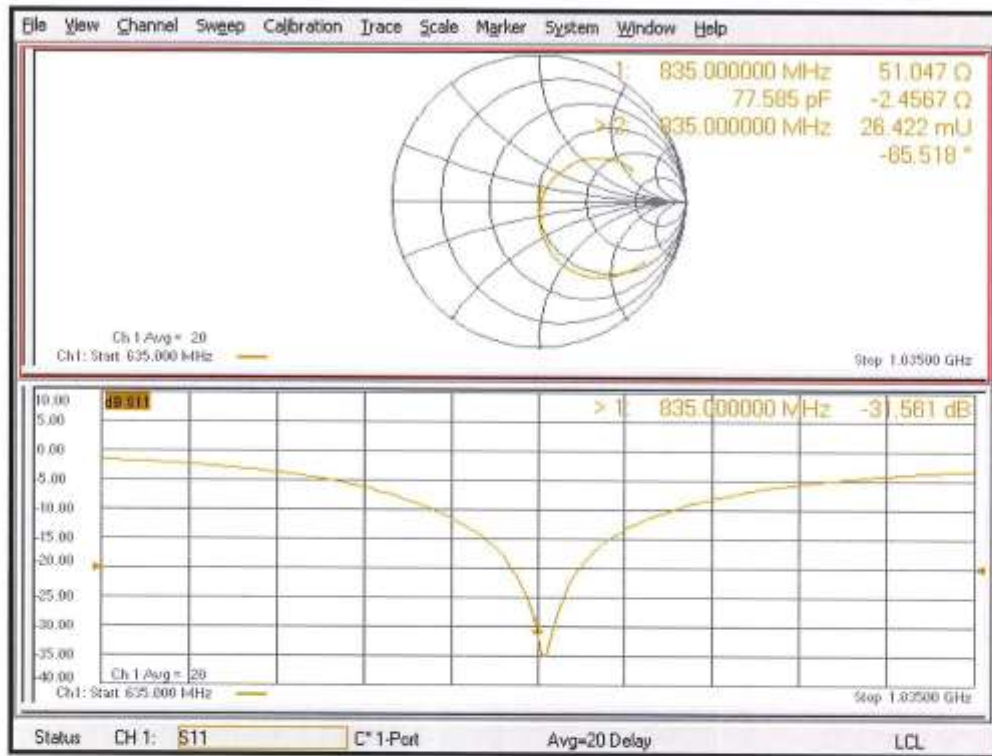 File View Channel Sweep Calibration Trace Scale Marker System Window Help
1: 835.000000 MHz 51.047 Ω
77.585 pF -2.4567 Ω
> 2: 835.000000 MHz 26.422 mU
-65.518 °
Ch 1 Avg = 20
Ch1: Start 635.000 MHz
Stop 1.03500 GHz
10.00 dB S11
> 1: 835.000000 MHz -31.561 dB
5.00
0.00
-5.00
-10.00
-15.00
-20.00
-25.00
-30.00
-35.00
-40.00
Ch 1 Avg = 20
Ch1: Start 635.000 MHz
Stop 1.03500 GHz
Status CH 1: S11 C* 1-Port Avg=20 Delay LCL